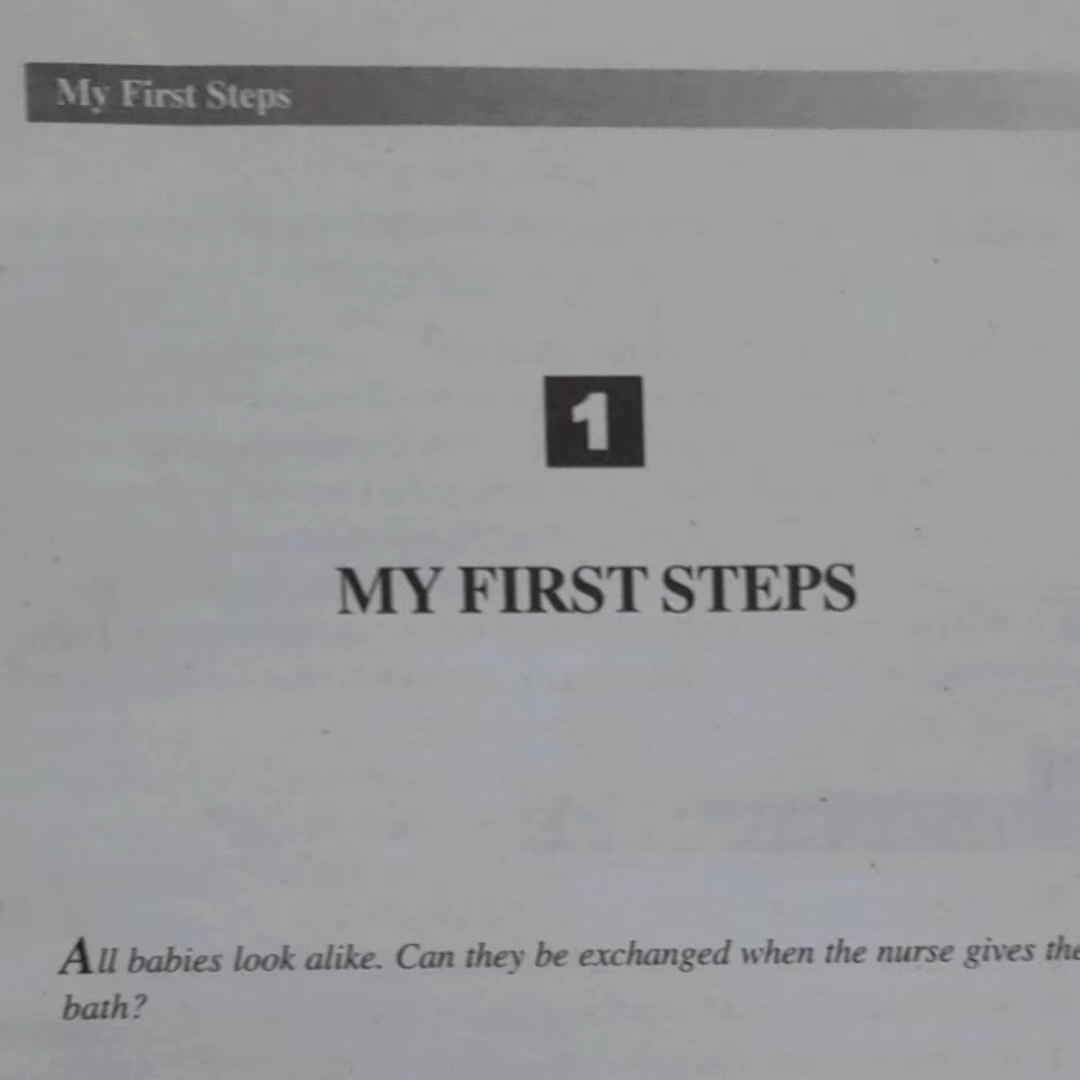 My First Steps
1
MY FIRST STEPS
All babies look alike. Can they be exchanged when the nurse gives
bath?